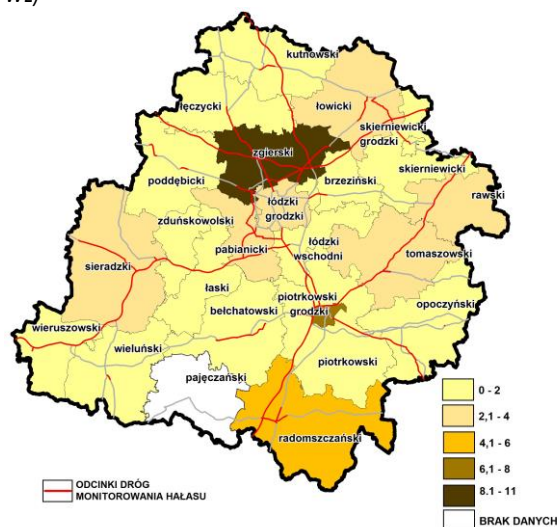 kutnowski
łęczycki
łowicki
skierniewicki
grodzki
zgierski
skierniewicki
poddębicki
brzeziński
rawski
łódzki
grodzki
zduńskowolski
pabianicki
łódzki
wschodni
tomaszowski
sieradzki
łaski
bełchatowski
piotrkowski
grodzki
opoczyński
wieruszowski
wieluński
pajęczański
piotrkowski
radomszczański
0 - 2
2,1 - 4
4,1 - 6
6,1 - 8
8.1 - 11
BRAK DANYCH
ODCINKI DRÓG
MONITOROWANIA HAŁASU